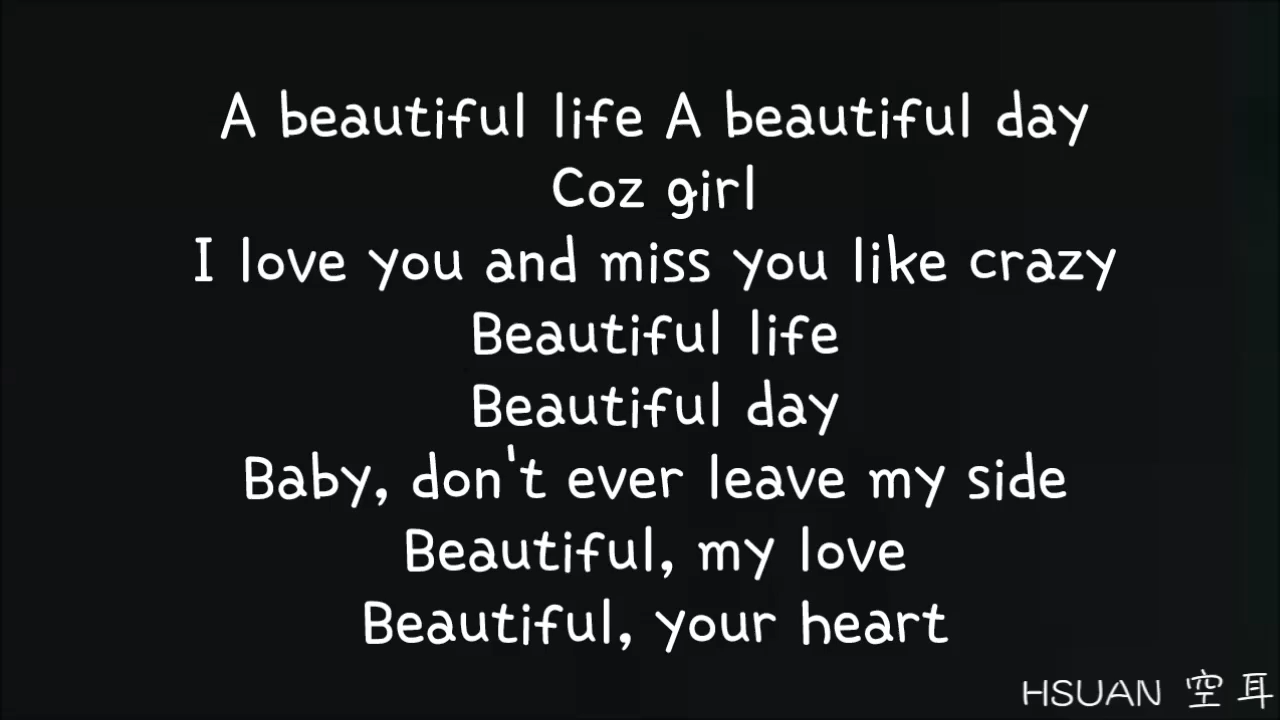 A beautiful life A beautiful day
Coz girl
I love you and miss you like crazy
Beautiful life
Beautiful day
Baby, don't ever leave my side
Beautiful, my love
Beautiful, your heart
HSUAN 空耳